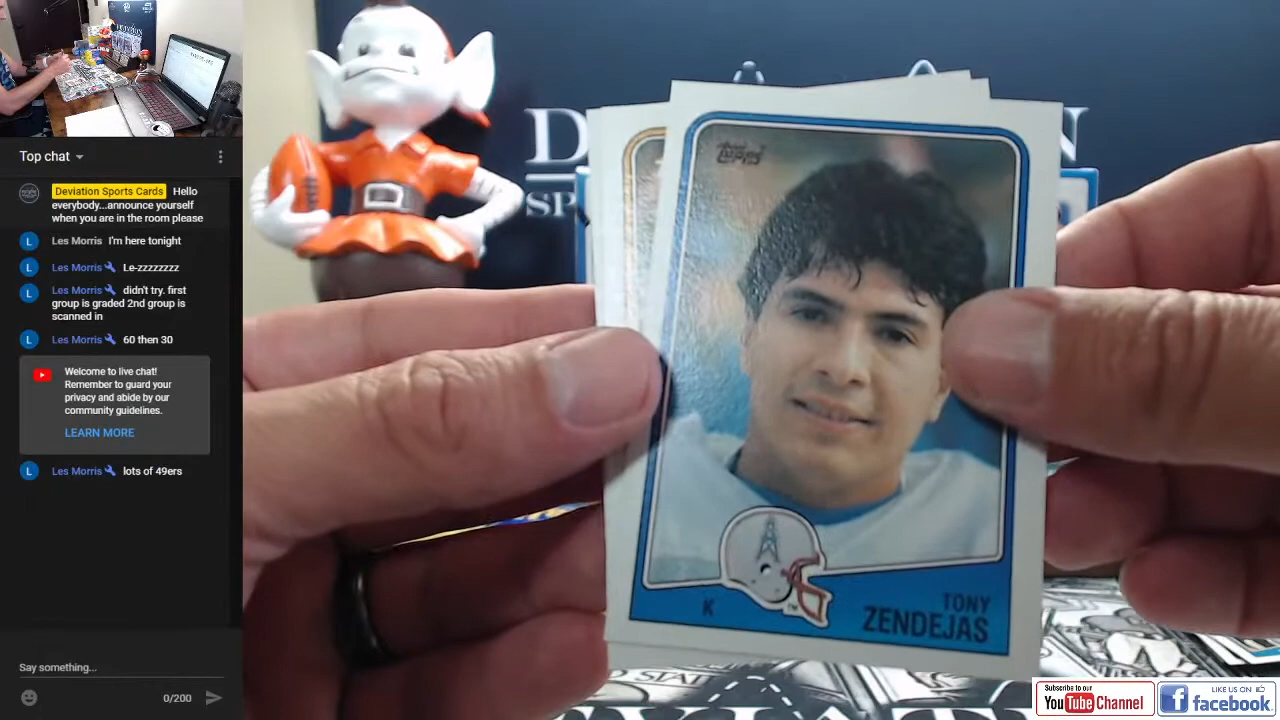 Top chat
Deviation Sports Cards Hello
everybody...announce yourself
when you are in the room please
L Les Morris I'm here tonight
L Les Morris Le-zzzzzzzz
L Les Morris didn't try. first
group is graded 2nd group is
scanned in
L Les Morris 60 then 30
Welcome to live chat!
Remember to guard your
privacy and abide by our
community guidelines.
LEARN MORE
L Les Morris lots of 49ers
Say something...
0/200
D
N
SP
Topps
K
TM
TONY
ZENDEJAS
Subscribe to our
YouTube Channel
LIKE US ON
f facebook